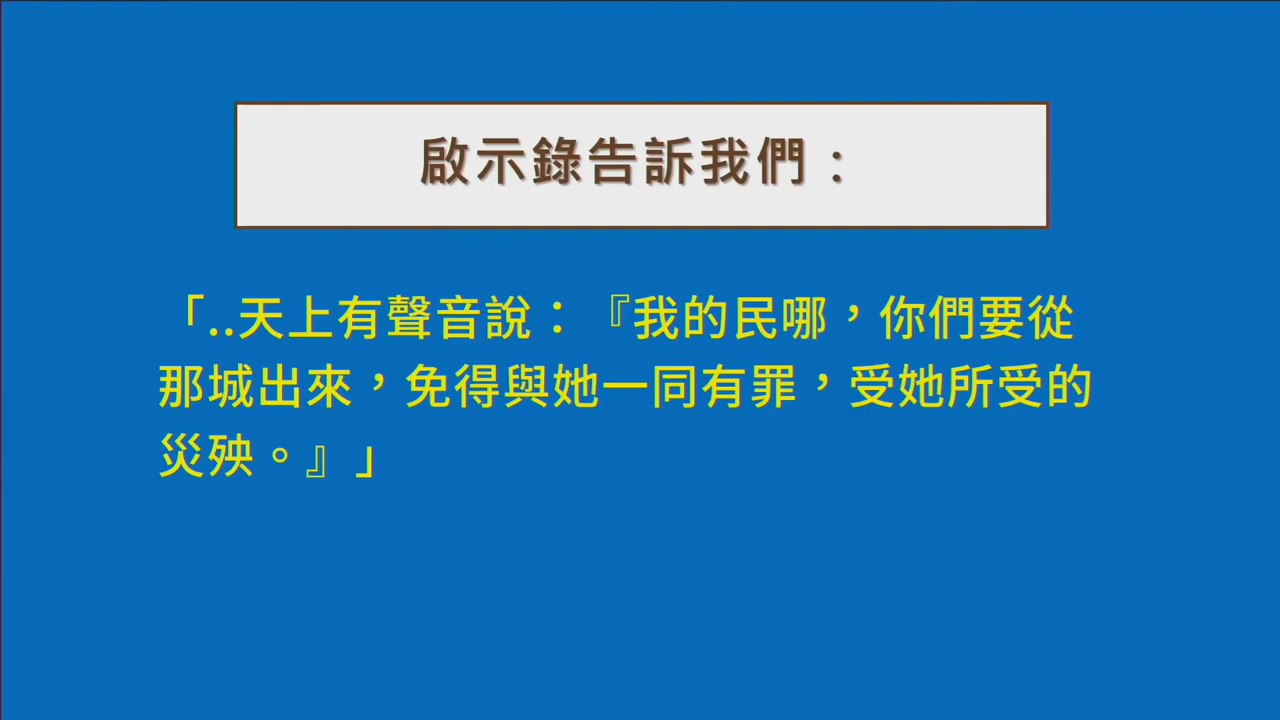 啟示錄告訴我們：
「..天上有聲音說：『我的民哪，你們要從
那城出來，免得與她一同有罪，受她所受的
災殃。』」